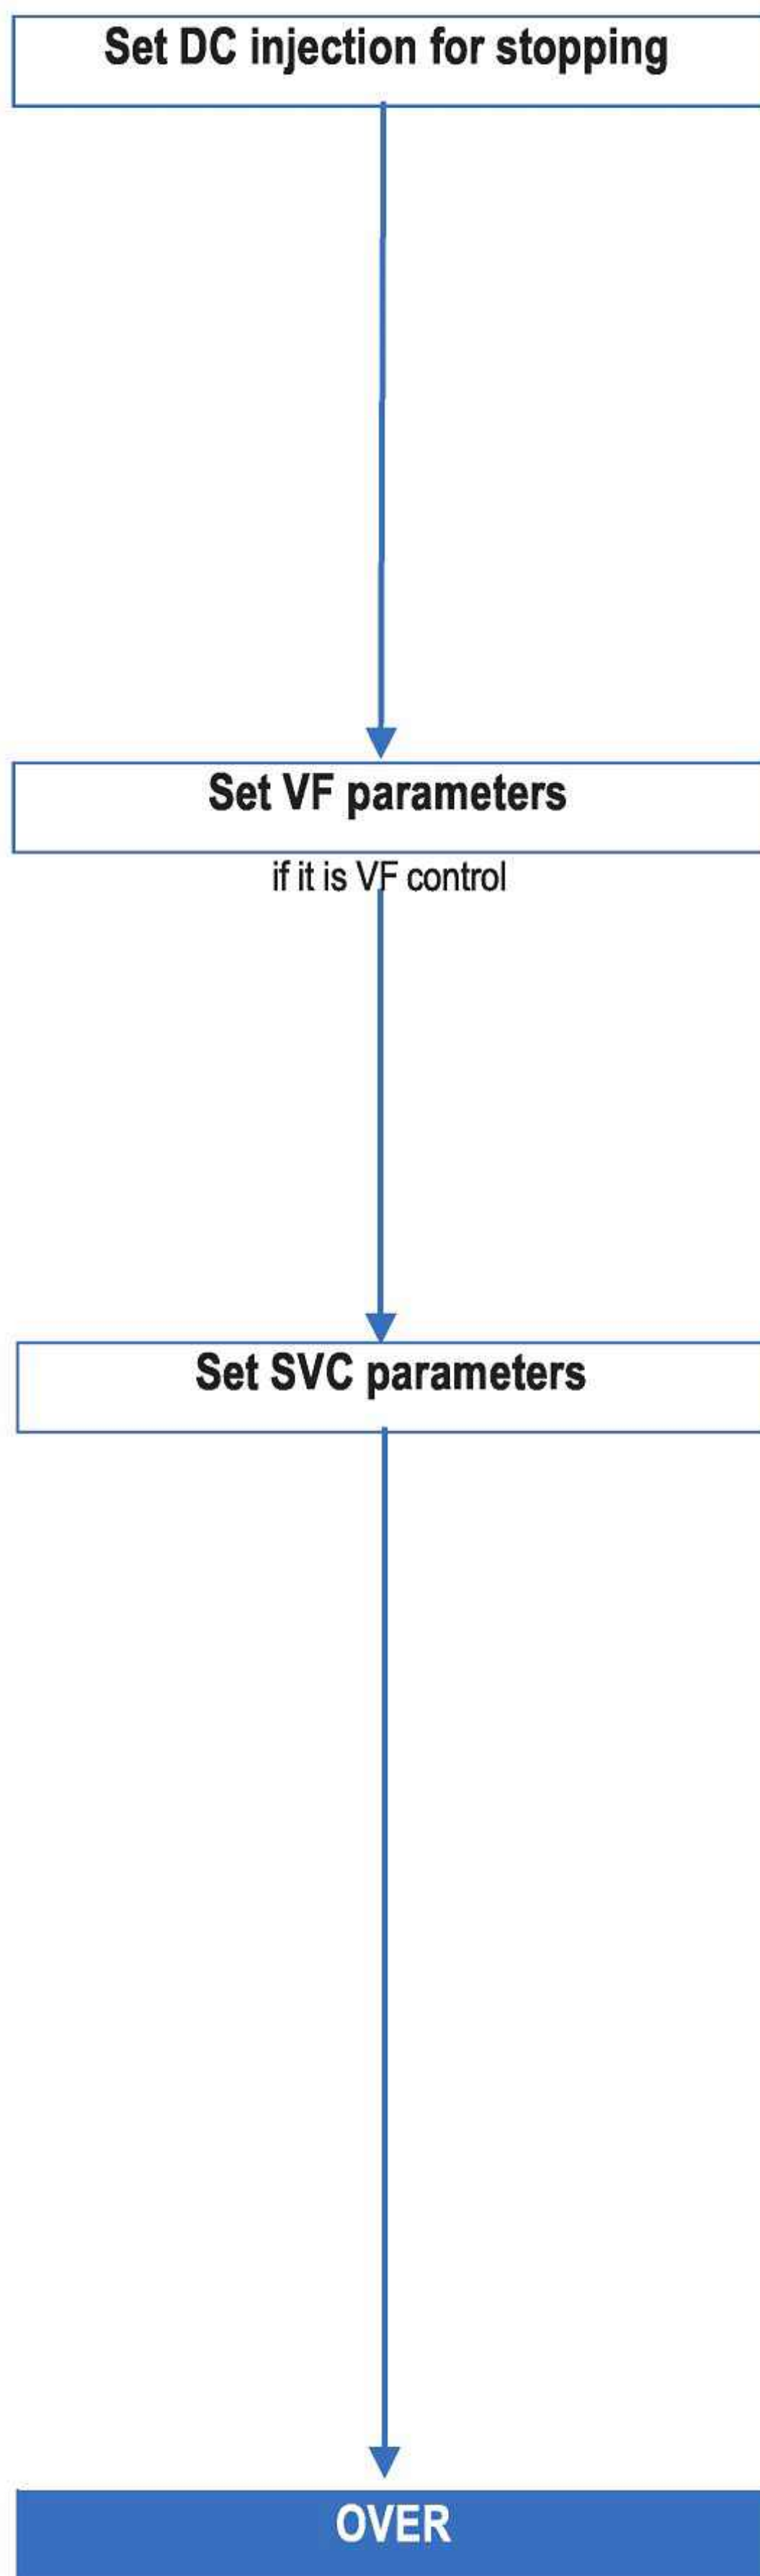 Set DC injection for stopping
Set VF parameters
if it is VF control
Set SVC parameters
OVER